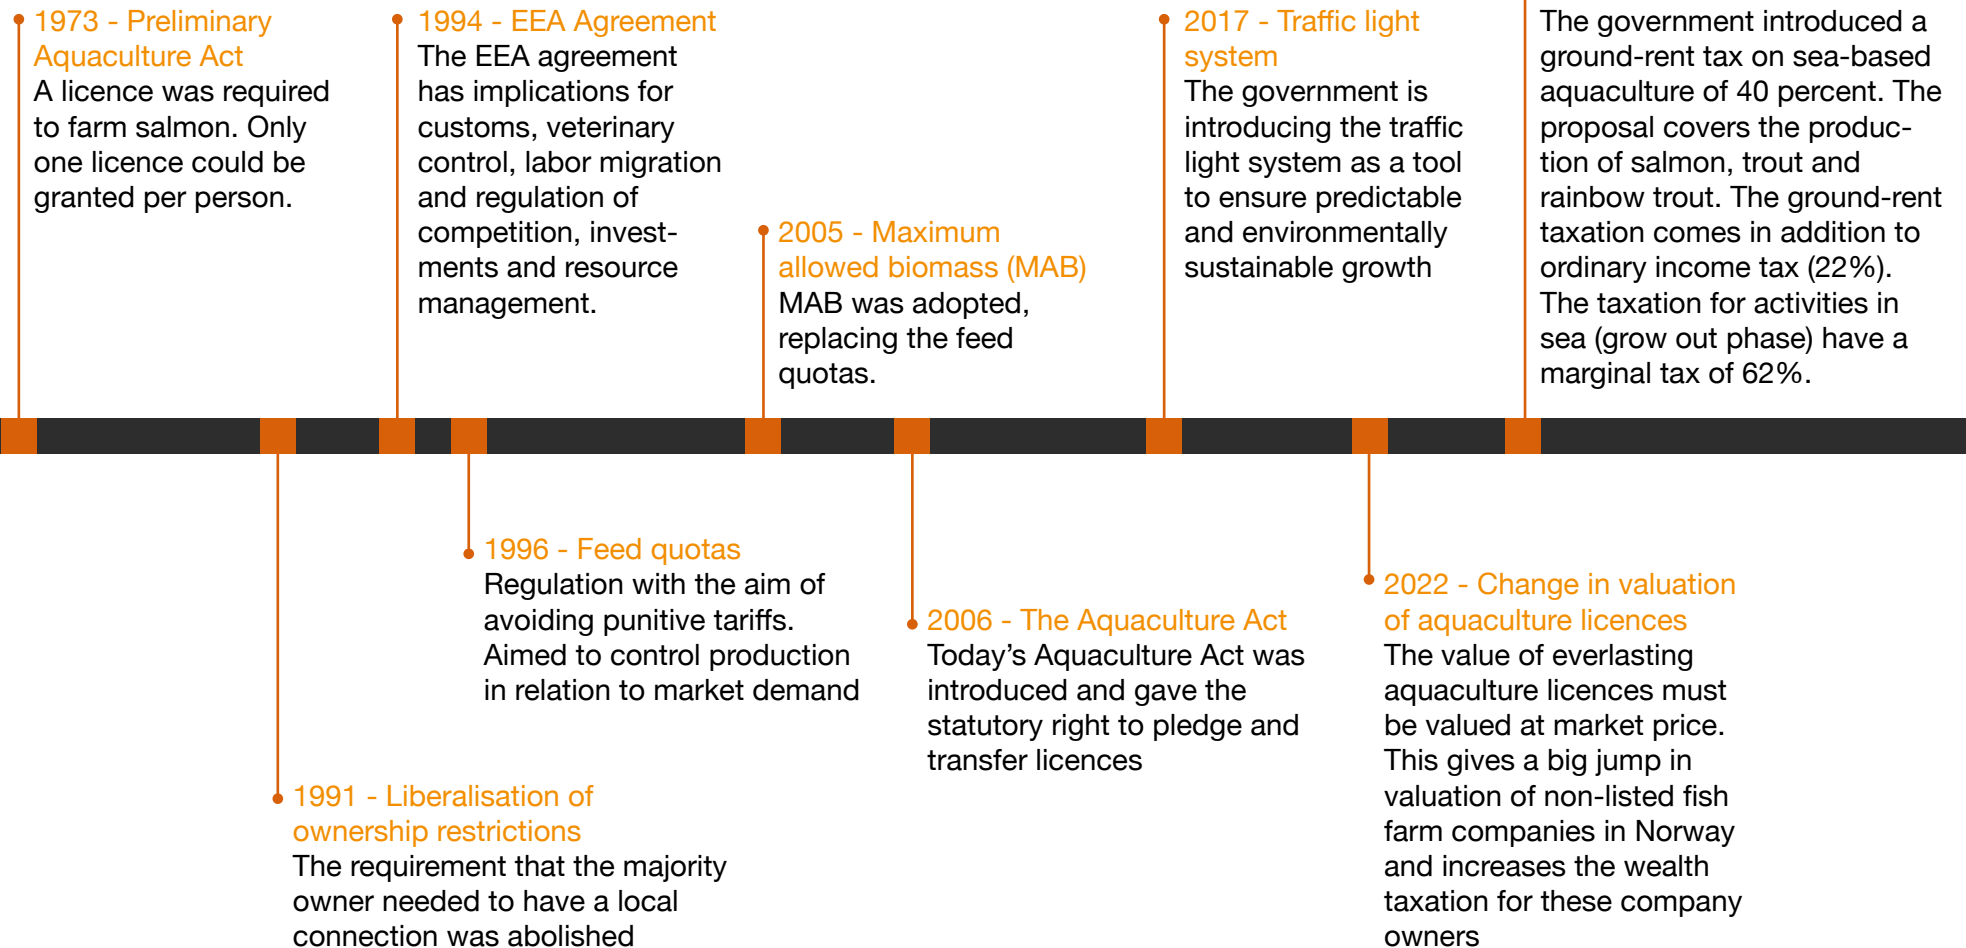 1973 - Preliminary
Aquaculture Act
A licence was required
to farm salmon. Only
one licence could be
granted per person.
1994 - EEA Agreement
The EEA agreement
has implications for
customs, veterinary
control, labor migration
and regulation of
competition, invest-
ments and resource
management.
2005 - Maximum
allowed biomass (MAB)
MAB was adopted,
replacing the feed
quotas.
2017 - Traffic light
system
The government is
introducing the traffic
light system as a tool
to ensure predictable
and environmentally
sustainable growth
The government introduced a
ground-rent tax on sea-based
aquaculture of 40 percent. The
proposal covers the produc-
tion of salmon, trout and
rainbow trout. The ground-rent
taxation comes in addition to
ordinary income tax (22%).
The taxation for activities in
sea (grow out phase) have a
marginal tax of 62%.
1991 - Liberalisation of
ownership restrictions
The requirement that the majority
owner needed to have a local
connection was abolished
1996 - Feed quotas
Regulation with the aim of
avoiding punitive tariffs.
Aimed to control production
in relation to market demand
2006 - The Aquaculture Act
Today’s Aquaculture Act was
introduced and gave the
statutory right to pledge and
transfer licences
2022 - Change in valuation
of aquaculture licences
The value of everlasting
aquaculture licences must
be valued at market price.
This gives a big jump in
valuation of non-listed fish
farm companies in Norway
and increases the wealth
taxation for these company
owners